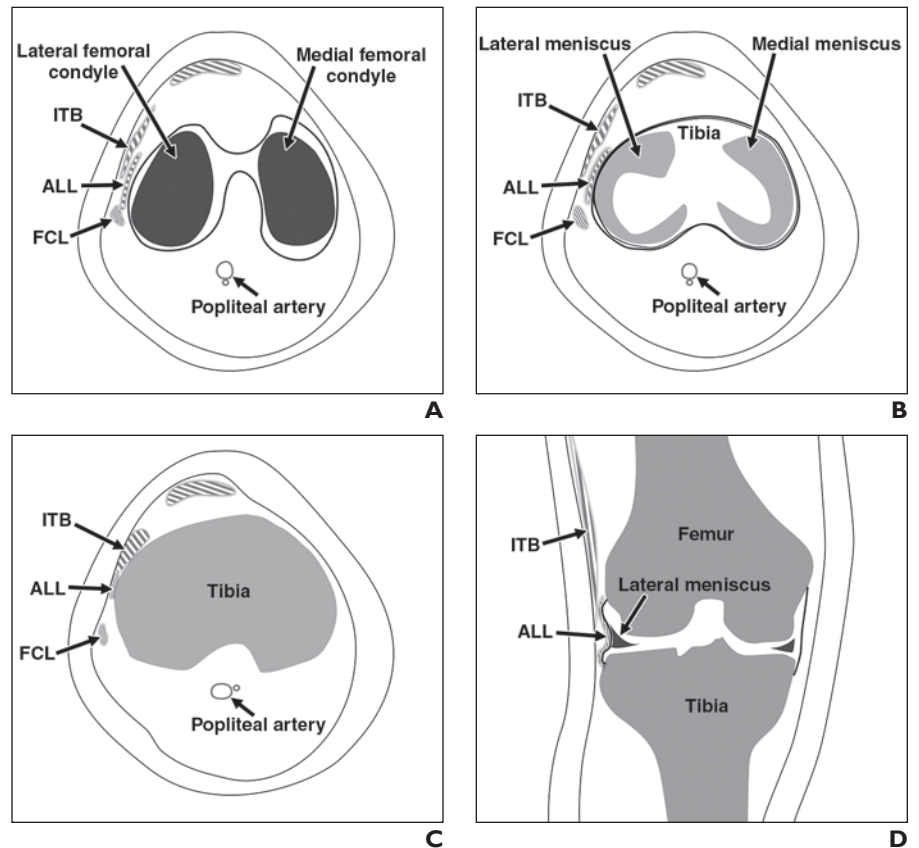 Lateral femoral
condyle
Medial femoral
condyle
ITB
ALL
FCL
Popliteal artery
A
Lateral meniscus
Medial meniscus
ITB
Tibia
ALL
FCL
Popliteal artery
B
ITB
ALL
Tibia
FCL
Popliteal artery
C
Femur
ITB
Lateral meniscus
ALL
Tibia
D